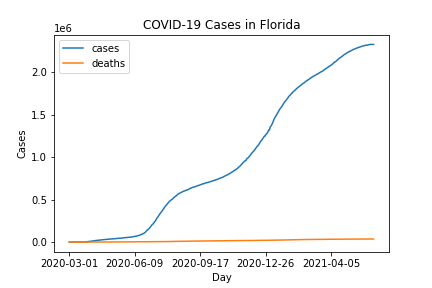 COVID-19 Cases in Florida
1e6
cases
deaths
2.0
1.5
1.0
0.5
0.0
Cases
2020-03-01 2020-06-09 2020-09-17 2020-12-26 2021-04-05
Day